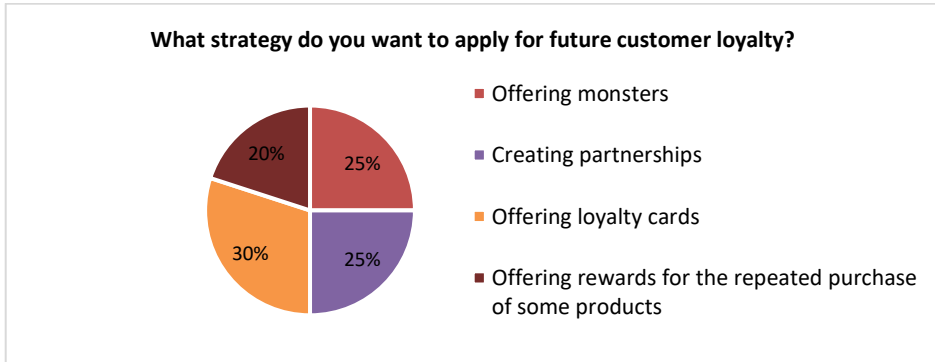 What strategy do you want to apply for future customer loyalty?
Offering monsters
Creating partnerships
Offering loyalty cards
Offering rewards for the repeated purchase
of some products
20%
25%
30%
25%